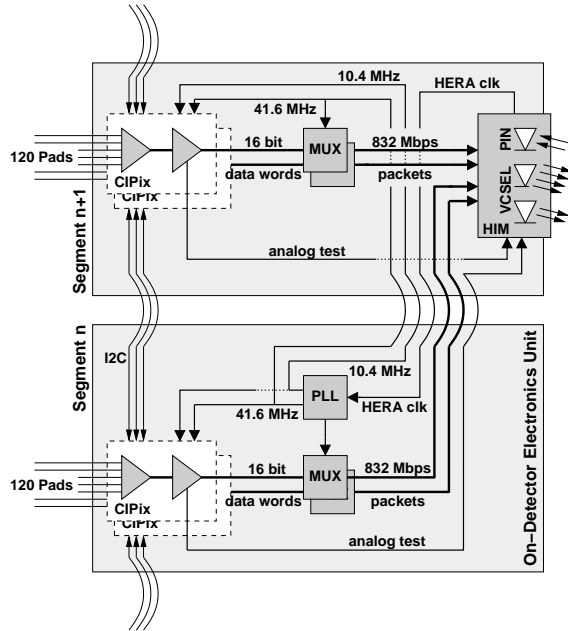 10.4 MHz
HERA clk
41.6 MHz
16 bit
MUX
832 Mbps
PIN
120 Pads
data words
packets
VCSEL
CIPix
CIPix
HIM
analog test
Segment n+1
Segment n
I2C
10.4 MHz
PLL
41.6 MHz
HERA clk
16 bit
MUX
832 Mbps
120 Pads
data words
packets
CIPix
CIPix
analog test
On−Detector Electronics Unit